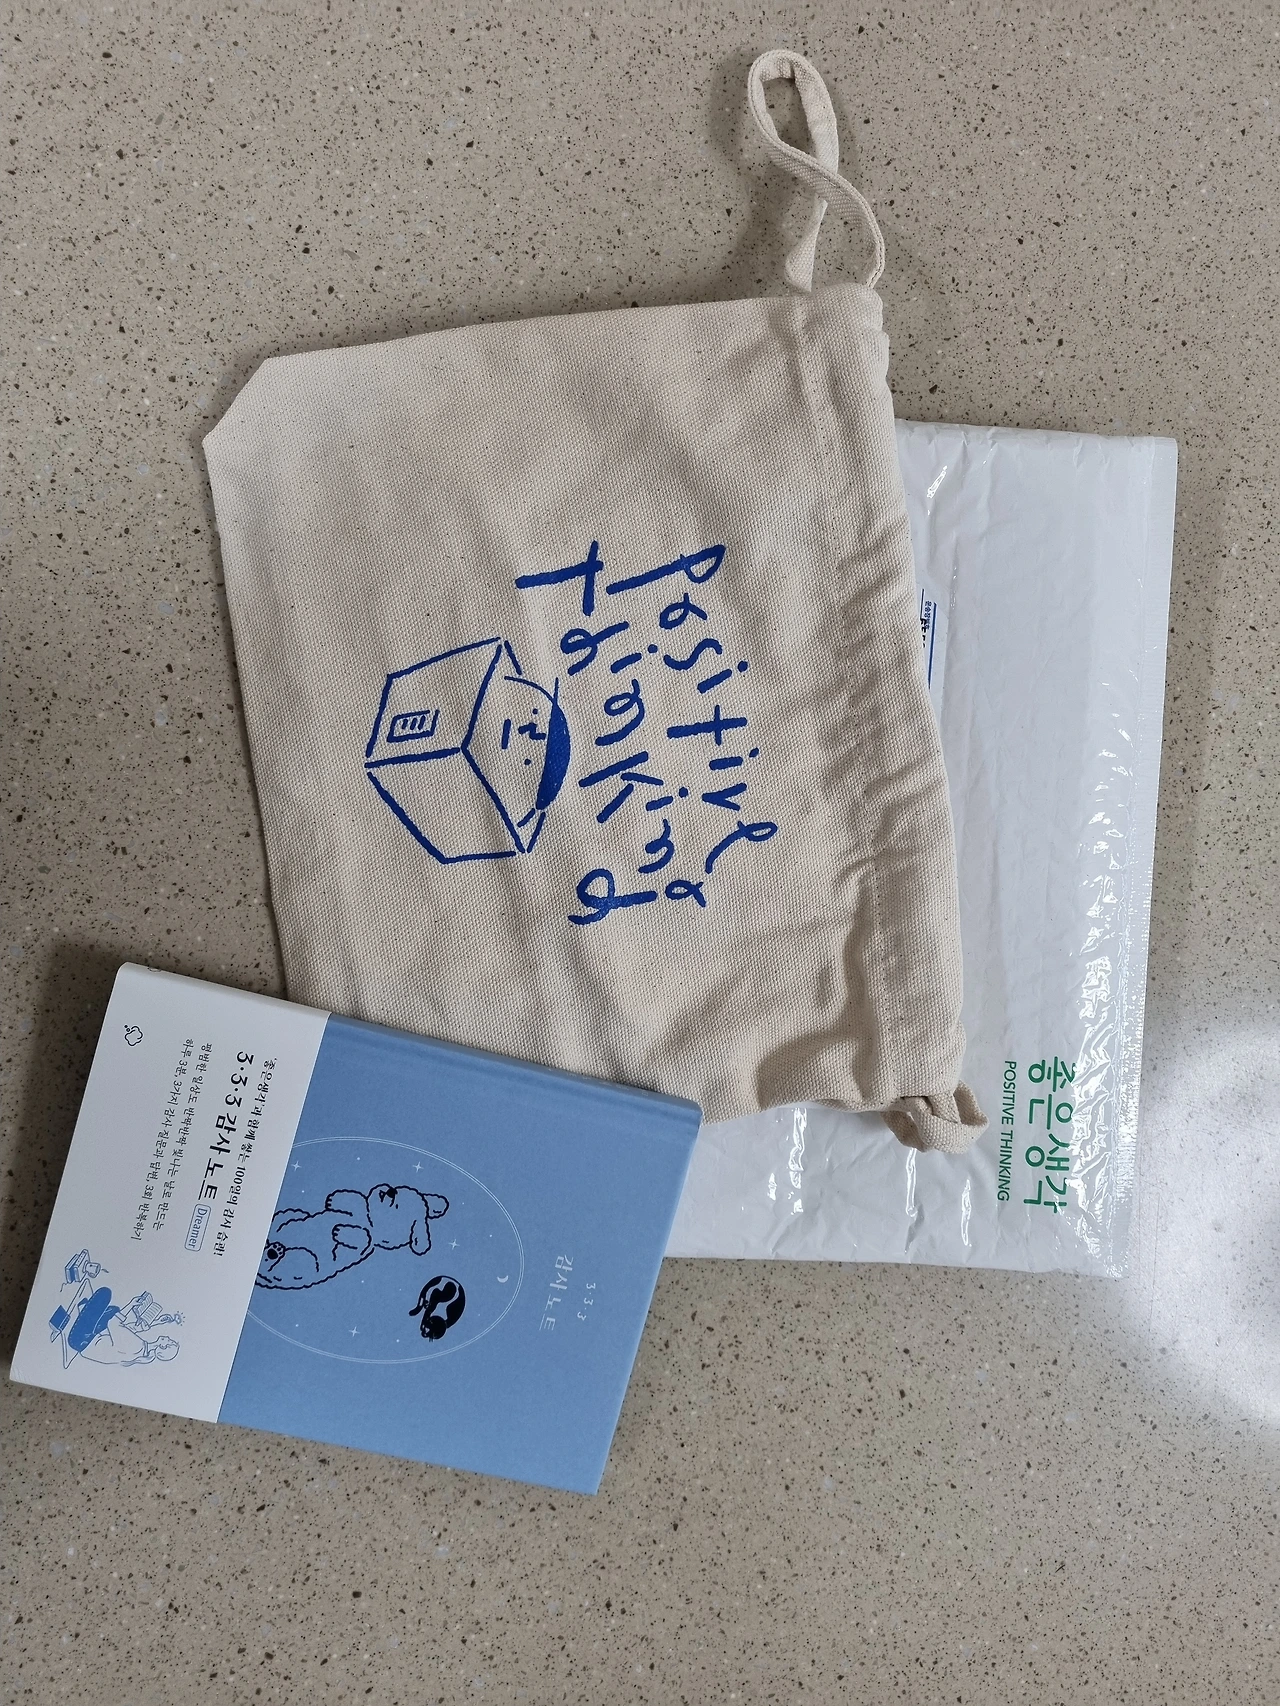 Positive
thinking
좋은생각
POSITIVE THINKING
3 3 3
감사노트
'좋은생각'과 함께 쌓는 100일의 감사 습관!
3·3·3 감사노트 Dreamer
평범한 일상도 반짝반짝 빛나는 날로 만드는
하루 3분, 3가지 감사 질문과 답변, 3회 반복하기